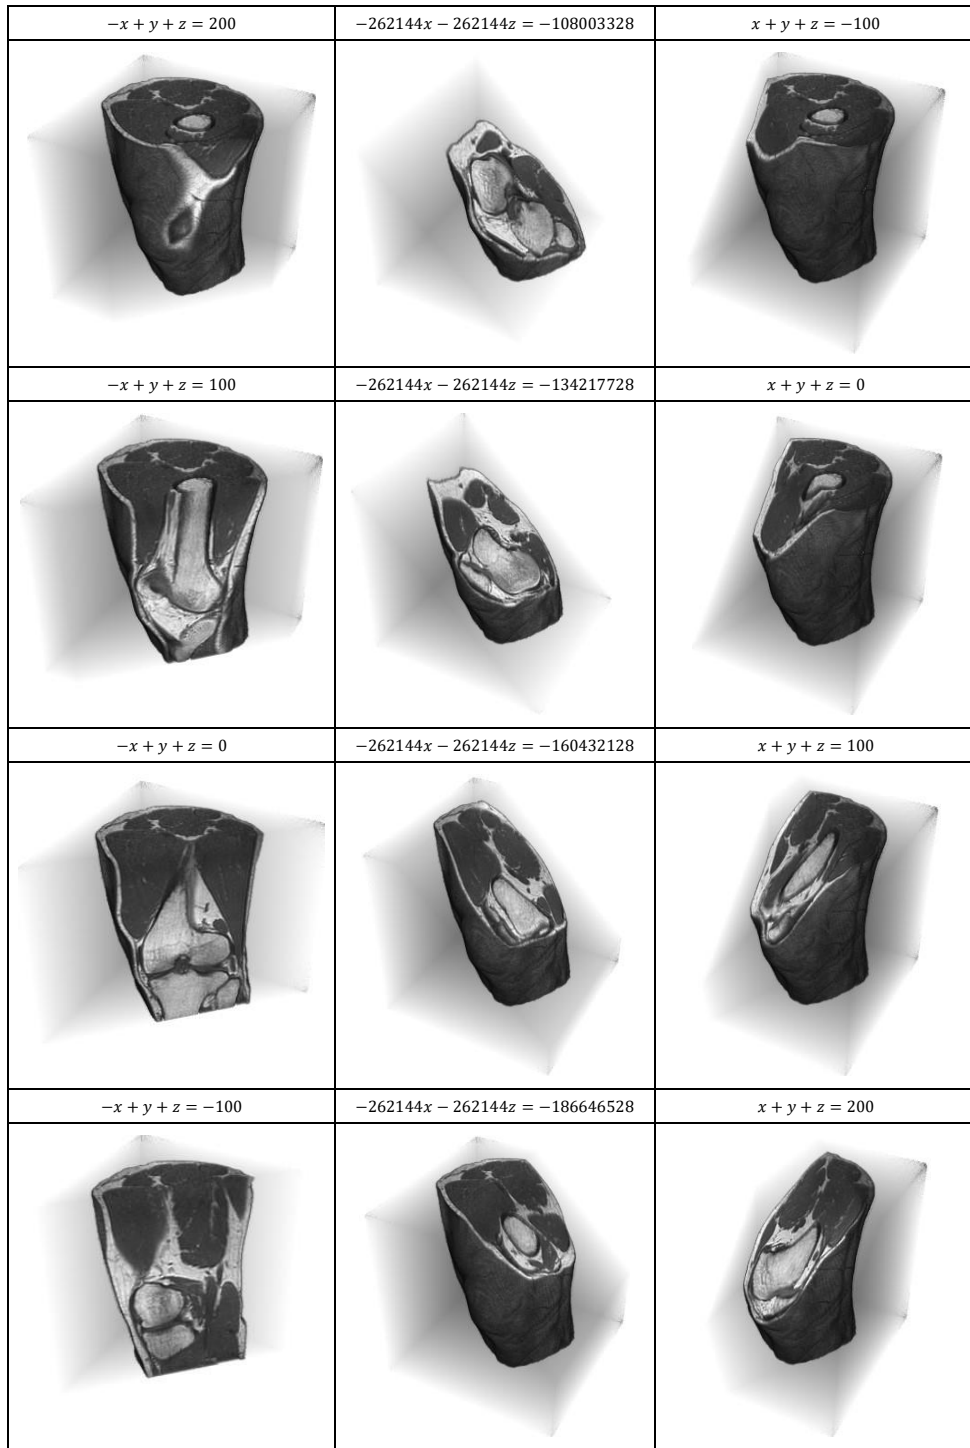 −x + y + z = 200
−262144x − 262144z = −108003328
x + y + z = −100
−x + y + z = 100
−262144x − 262144z = −134217728
x + y + z = 0
−x + y + z = 0
−262144x − 262144z = −160432128
x + y + z = 100
−x + y + z = −100
−262144x − 262144z = −186646528
x + y + z = 200